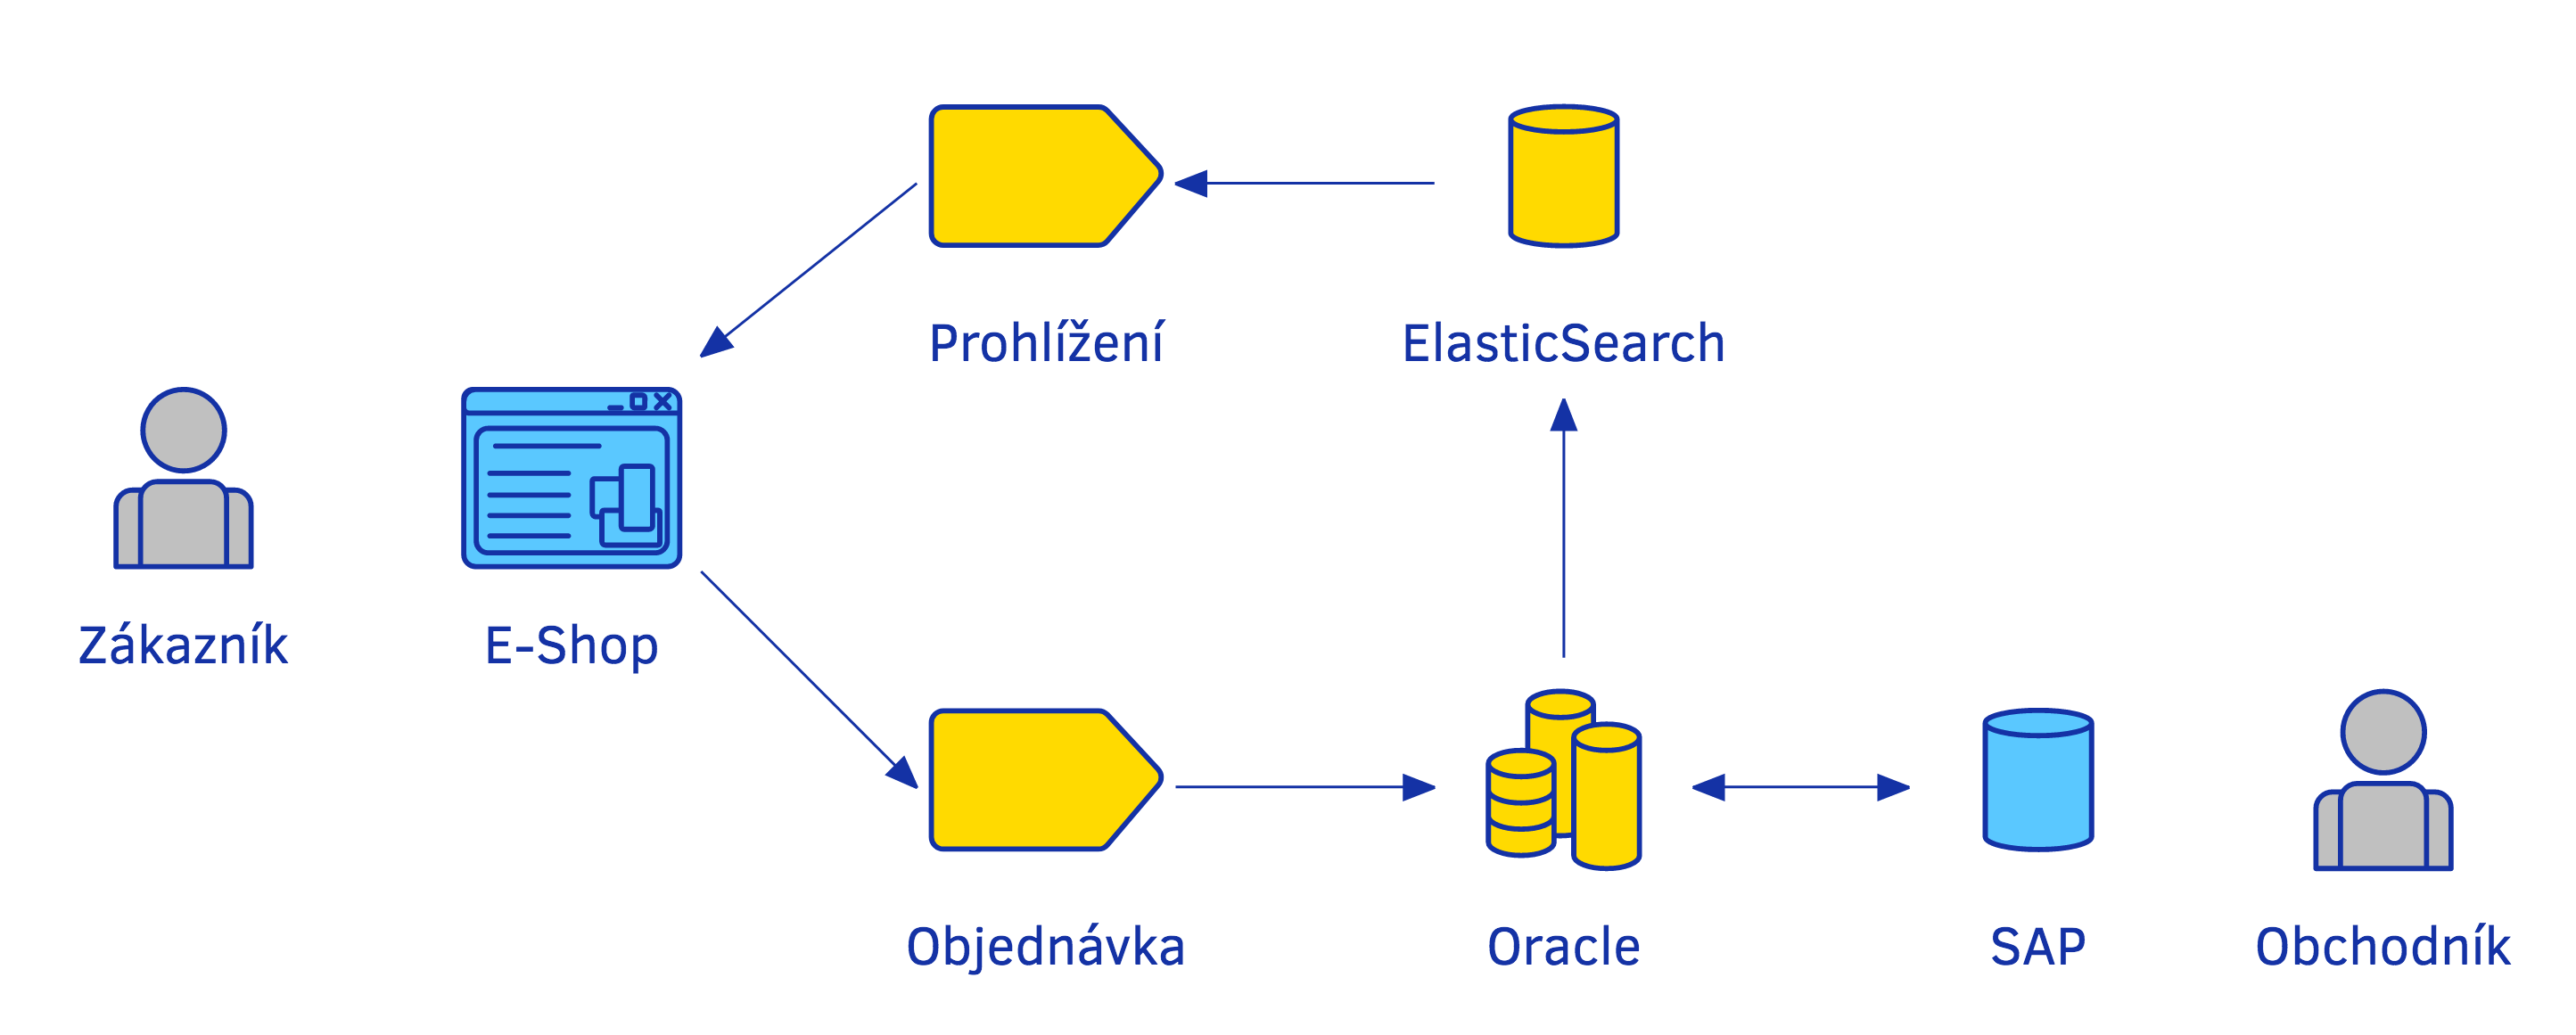 Prohlížení
ElasticSearch
Zákazník
E-Shop
Objednávka
Oracle
SAP
Obchodník